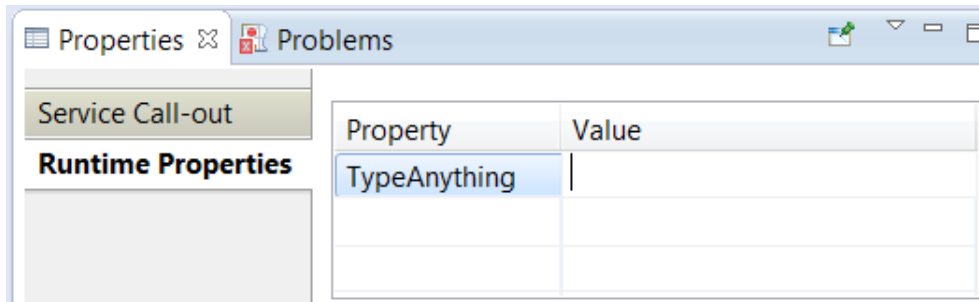 Properties Problems
Service Call-out
Runtime Properties
Property Value
TypeAnything